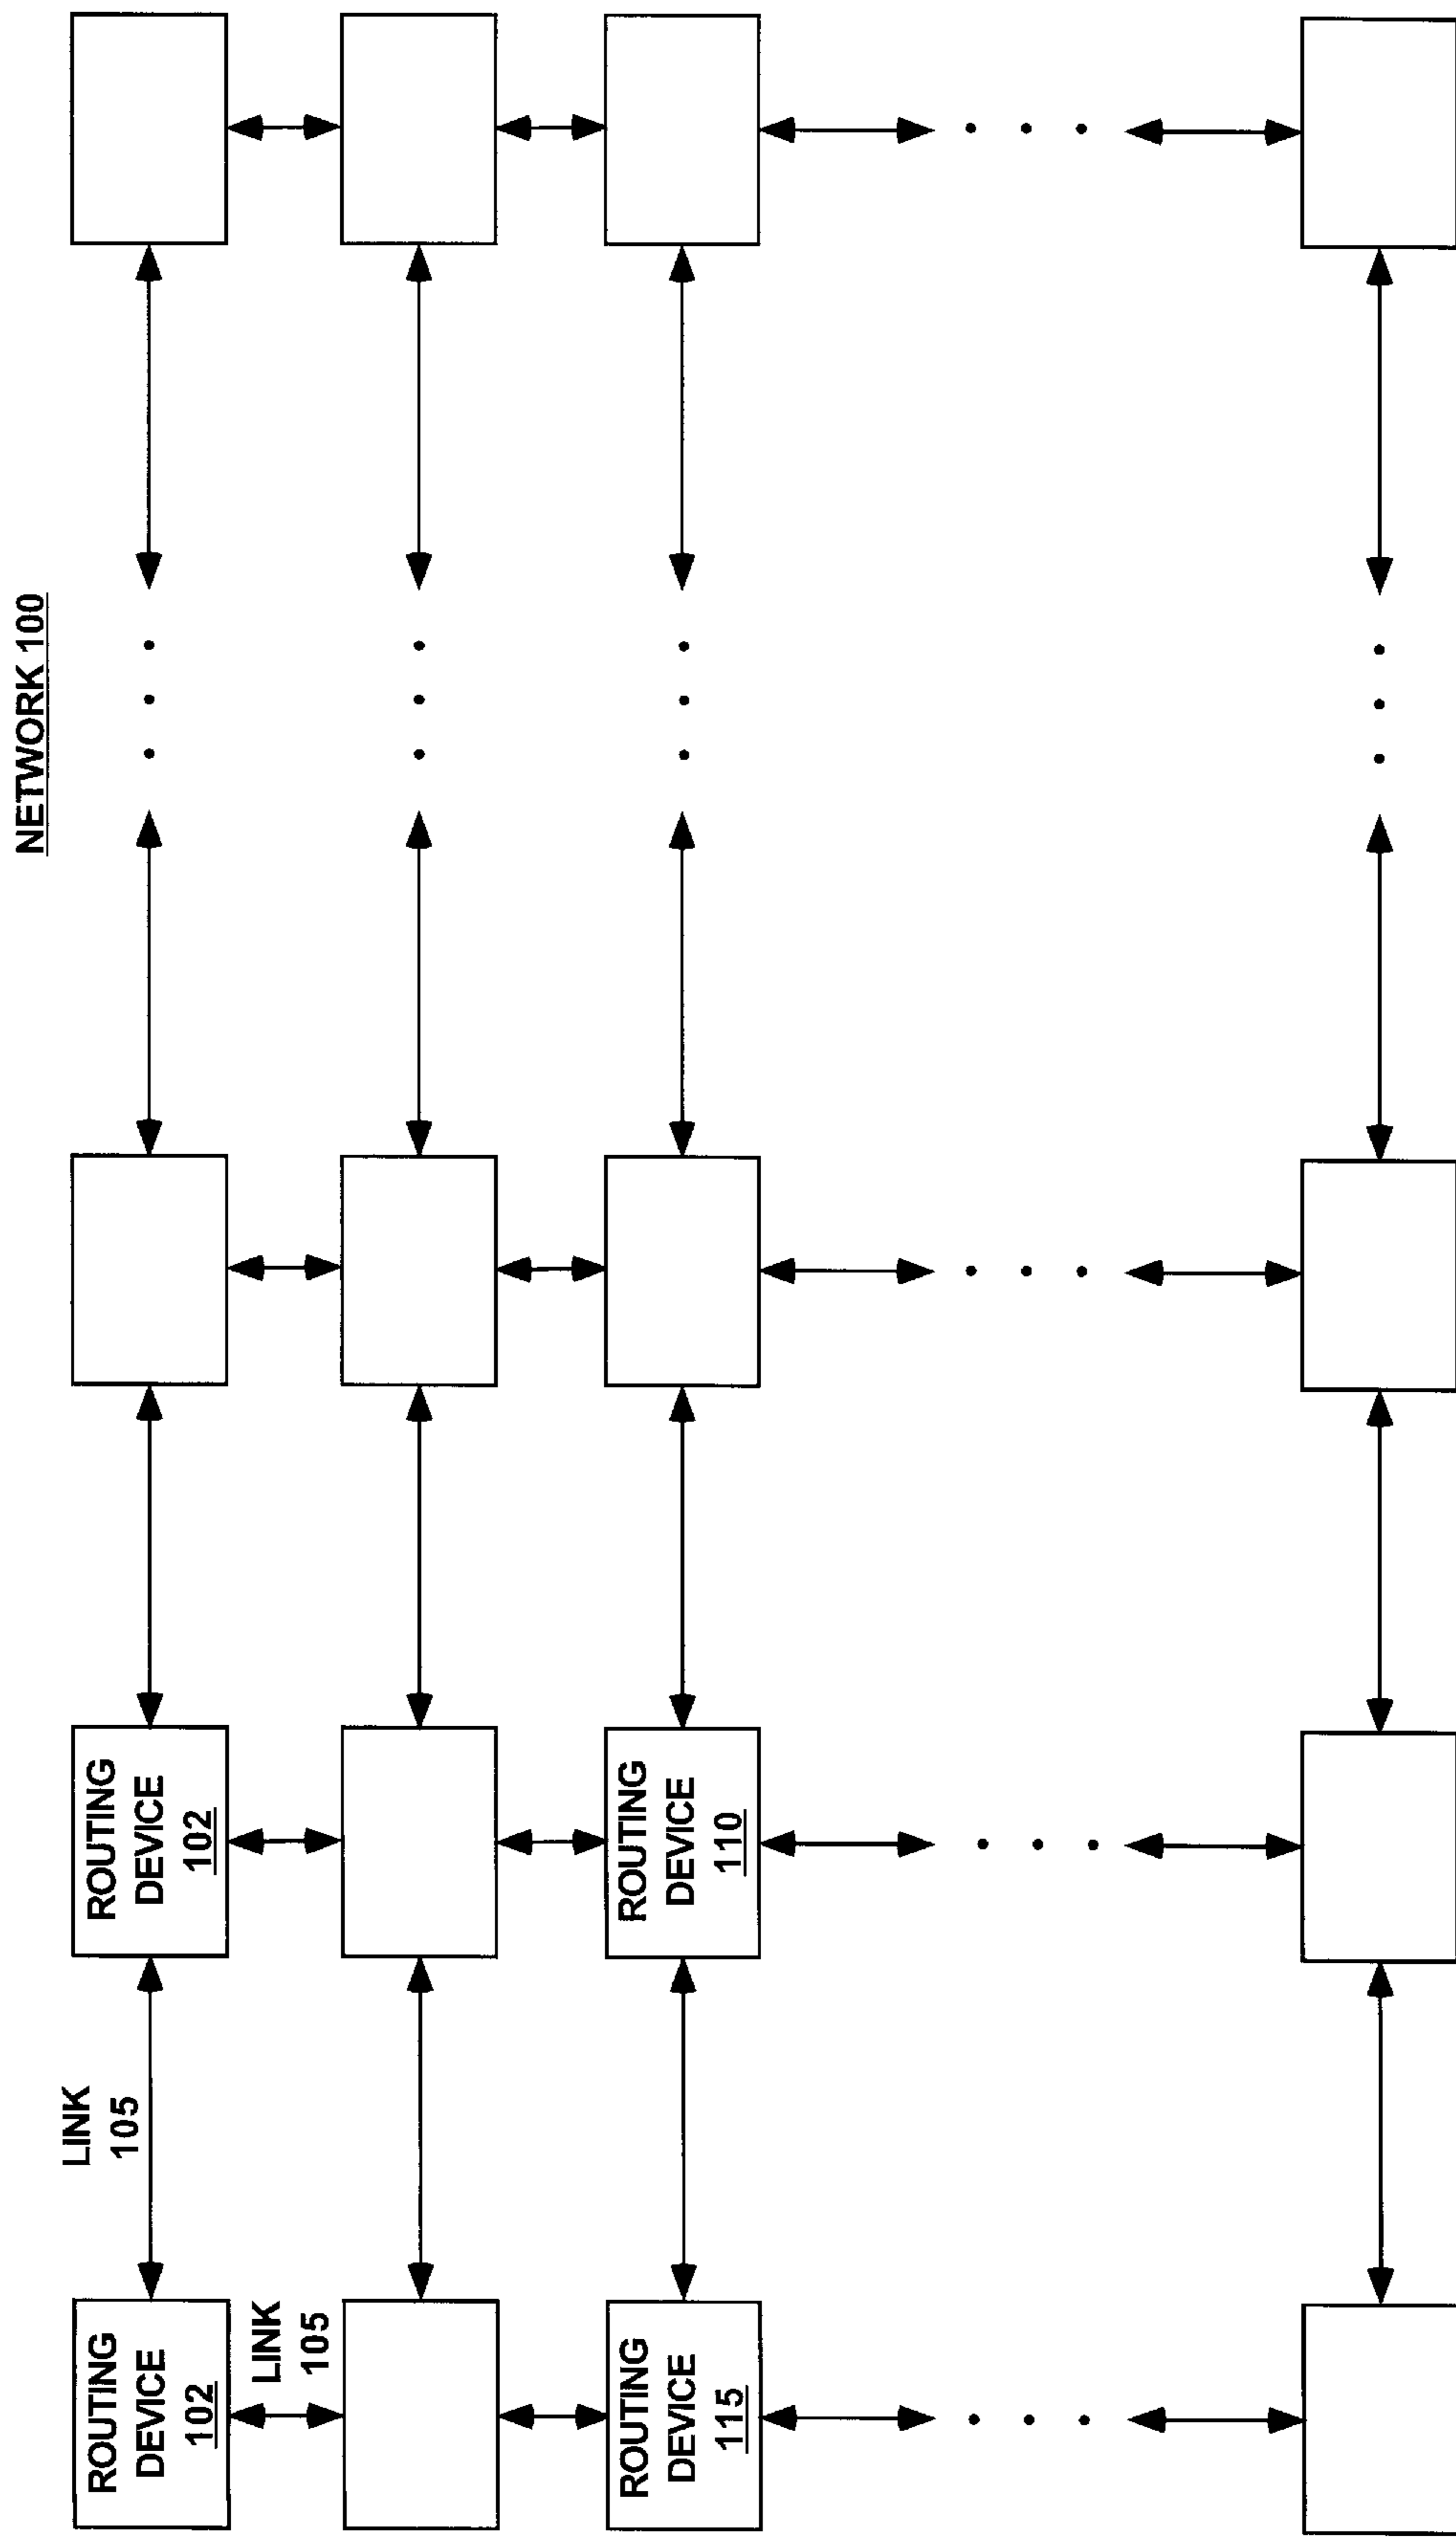 NETWORK 100
ROUTING
DEVICE
102
LINK
105
ROUTING
DEVICE
102
LINK
105
ROUTING
DEVICE
115
ROUTING
DEVICE
110